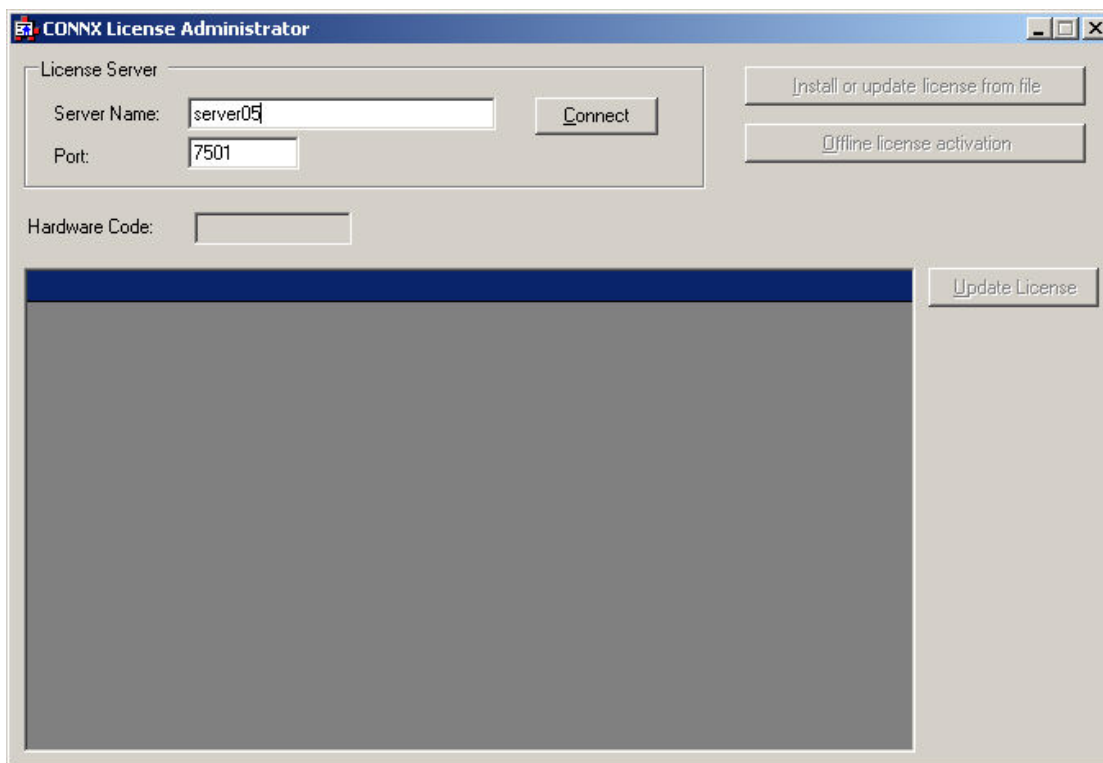 CONNX License Administrator
License Server
Server Name:
server05
Connect
Port:
7501
Install or update license from file
Offline license activation
Hardware Code:
Update License